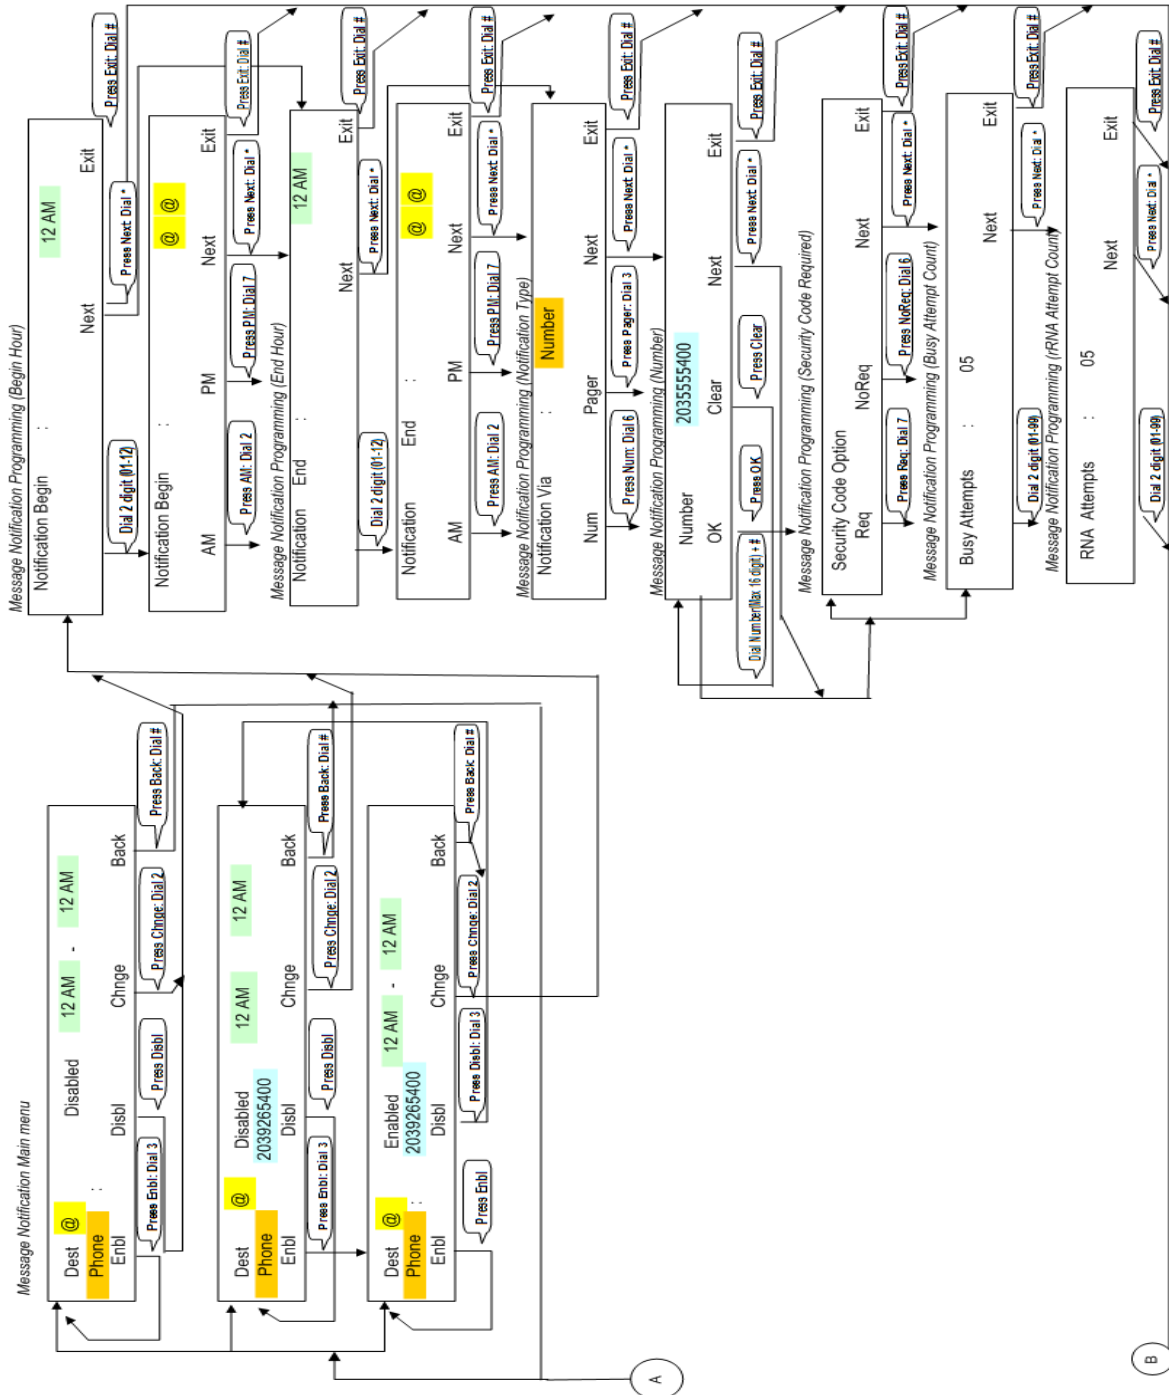 Message Notification Main menu
Dest @ Disabled 12 AM - 12 AM
Phone :
Enbl Disbl Chnge Back
Press Enbl: Dial 3
Press Disbl
Press Chnge: Dial 2
Press Back: Dial #
Dest @ Disabled 12 AM 12 AM
Phone 2039265400
Enbl Disbl Chnge Back
Press Enbl: Dial 3
Press Disbl
Press Chnge: Dial 2
Press Back: Dial #
Dest @ Enabled 12 AM - 12 AM
Phone : 2039265400
Enbl Disbl Chnge Back
Press Enbl
Press Disbl: Dial 3
Press Chnge: Dial 2
Press Back: Dial #
A
Message Notification Programming (Begin Hour)
Notification Begin : 12 AM
Next Exit
Dial 2 digit (01-12)
Press Next: Dial *
Press Exit: Dial #
Notification Begin : @ @
AM PM Next Exit
Press AM: Dial 2
Press PM: Dial 7
Press Next: Dial *
Press Exit: Dial #
Message Notification Programming (End Hour)
Notification End : 12 AM
Next Exit
Dial 2 digit (01-12)
Press Next: Dial *
Press Exit: Dial #
Notification End : @ @
AM PM Next Exit
Press AM: Dial 2
Press PM: Dial 7
Press Next: Dial *
Press Exit: Dial #
Message Notification Programming (Notification Type)
Notification Via : Number
Num Pager Next Exit
Press Num: Dial 6
Press Pager: Dial 3
Press Next: Dial *
Press Exit: Dial #
Message Notification Programming (Number)
Number 2035555400
OK Clear Next Exit
Dial Number(Max 16 digit) + #
Press OK
Press Clear
Press Next: Dial *
Press Exit: Dial #
Message Notification Programming (Security Code Required)
Security Code Option
Req NoReq Next Exit
Press Req: Dial 7
Press NoReq: Dial 6
Press Next: Dial *
Press Exit: Dial #
Message Notification Programming (Busy Attempt Count)
Busy Attempts : 05
Next Exit
Dial 2 digit (01-99)
Press Next: Dial *
Press Exit: Dial #
Message Notification Programming (rRNA Attempt County)
RNA Attempts : 05
Next Exit
Dial 2 digit (01-99)
Press Next: Dial *
Press Exit: Dial #
B